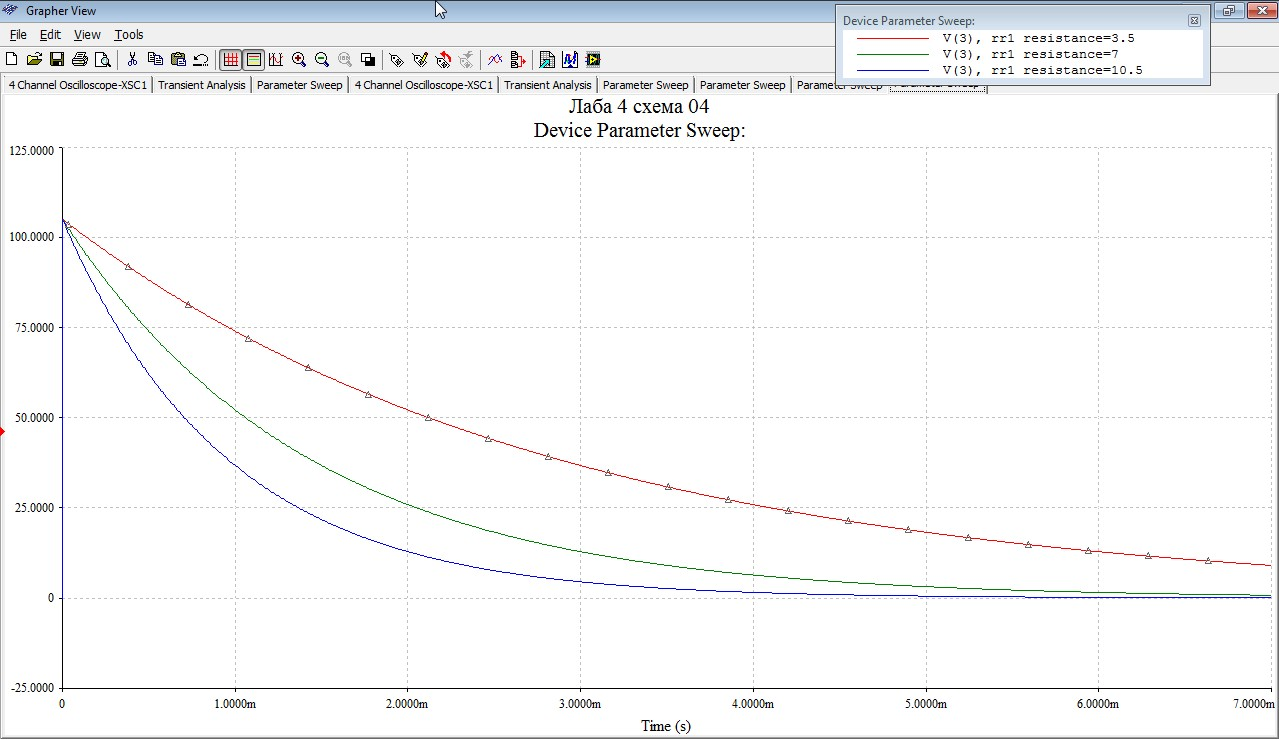 Grapher View
File Edit View Tools
Device Parameter Sweep:
V(3), rr1 resistance=3.5
V(3), rr1 resistance=7
V(3), rr1 resistance=10.5
4 Channel Oscilloscope-XSC1 Transient Analysis Parameter Sweep 4 Channel Oscilloscope-XSC1 Transient Analysis Parameter Sweep Parameter Sweep Parameter Sweep Parameter Sweep
Лаба 4 схема 04
Device Parameter Sweep:
125.0000
100.0000
75.0000
50.0000
25.0000
0
-25.0000
0 1.0000m 2.0000m 3.0000m 4.0000m 5.0000m 6.0000m 7.0000m
Time (s)